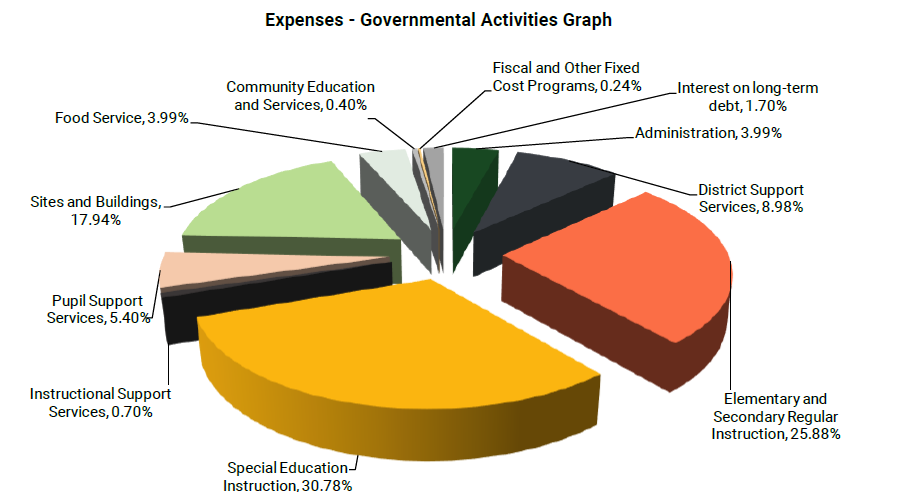 Expenses - Governmental Activities Graph
Fiscal and Other Fixed
Cost Programs, 0.24%
Community Education
and Services, 0.40%
Interest on long-term
debt, 1.70%
Food Service, 3.99%
Administration, 3.99%
District Support
Services, 8.98%
Sites and Buildings,
17.94%
Pupil Support
Services, 5.40%
Instructional Support
Services, 0.70%
Elementary and
Secondary Regular
Instruction, 25.88%
Special Education
Instruction, 30.78%